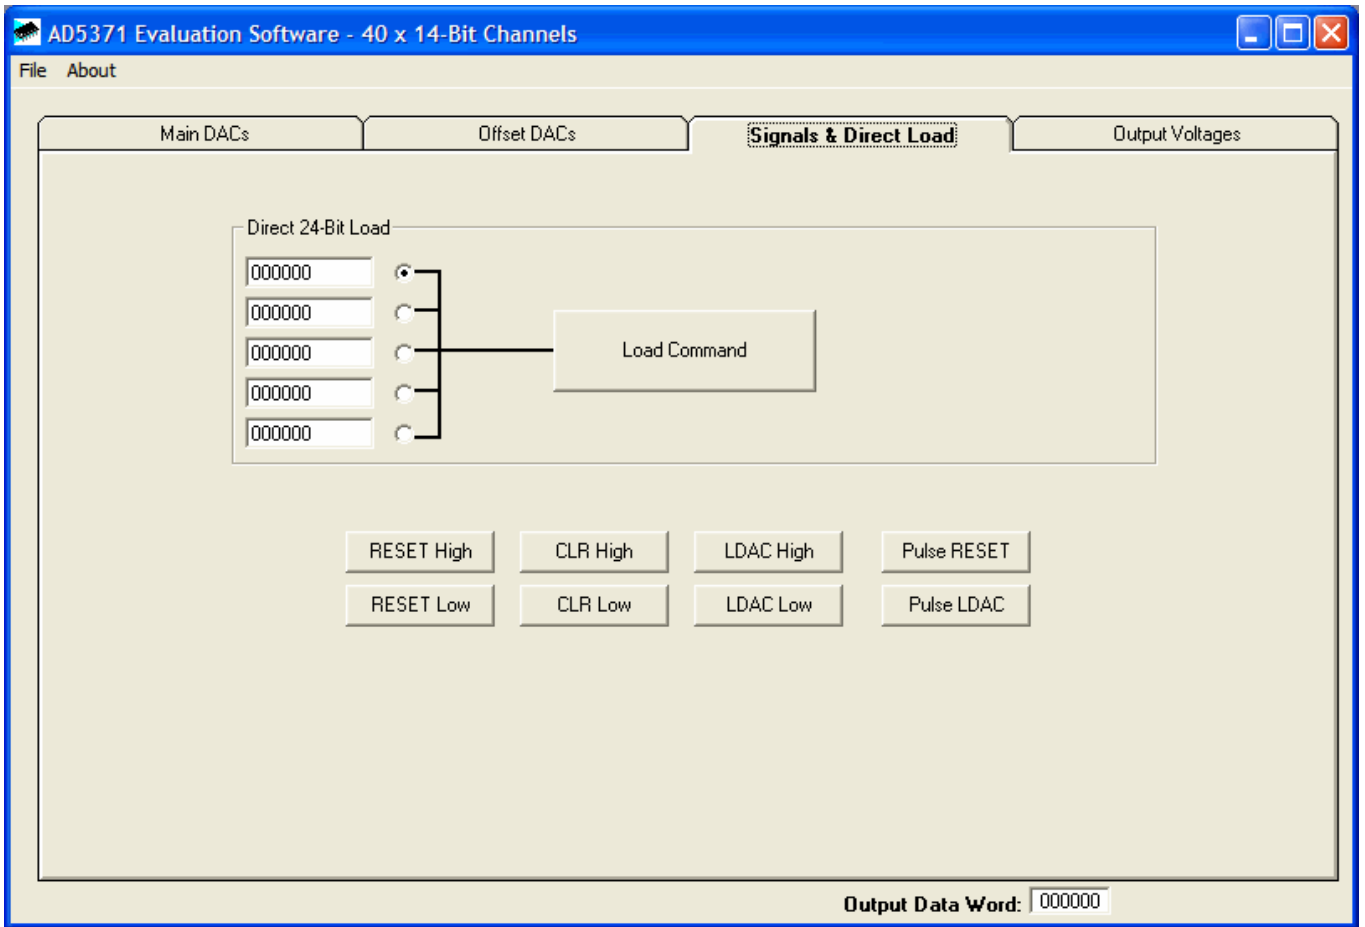 AD5371 Evaluation Software - 40 x 14-Bit Channels
File About
Main DACs Offset DACs Signals & Direct Load Output Voltages
Direct 24-Bit Load
000000
000000
000000 Load Command
000000
000000
RESET High CLR High LDAC High Pulse RESET
RESET Low CLR Low LDAC Low Pulse LDAC
Output Data Word: 000000